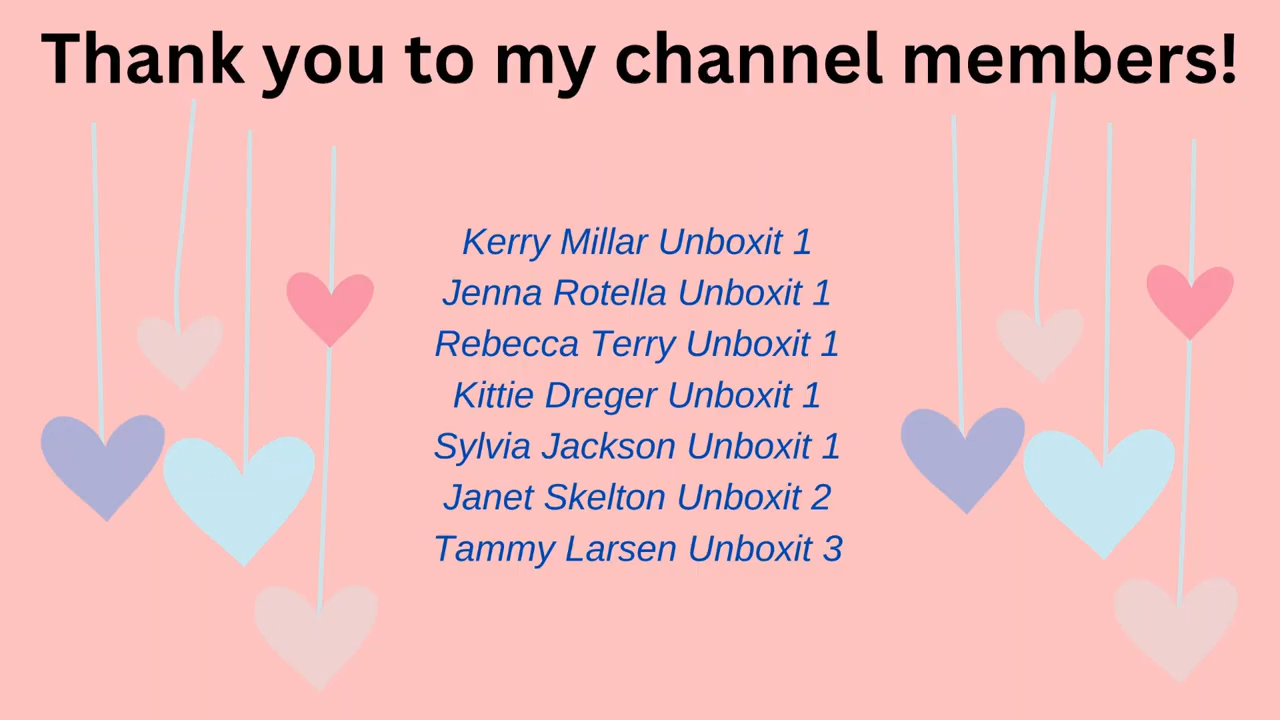 Thank you to my channel members!
Kerry Millar Unboxit 1
Jenna Rotella Unboxit 1
Rebecca Terry Unboxit 1
Kittie Dreger Unboxit 1
Sylvia Jackson Unboxit 1
Janet Skelton Unboxit 2
Tammy Larsen Unboxit 3